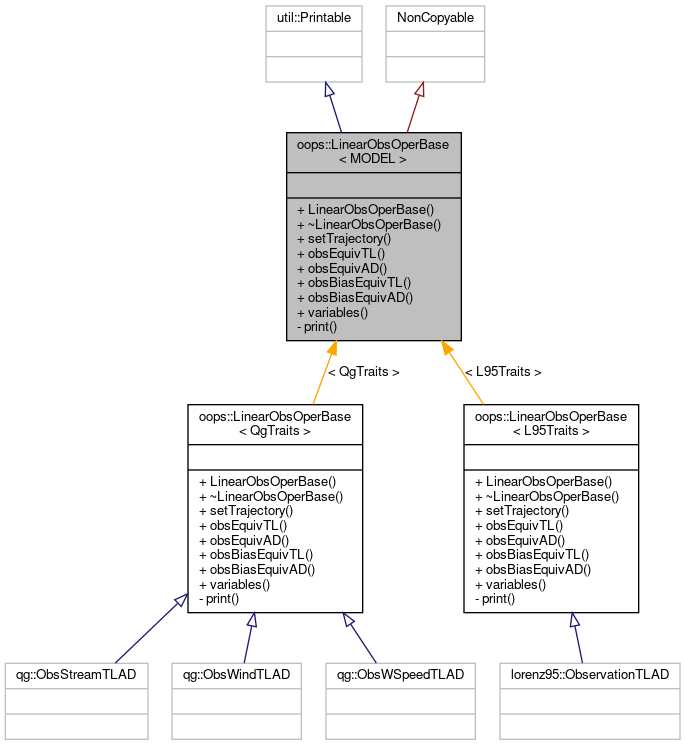 util::Printable
NonCopyable
oops::LinearObsOperBase
< MODEL >
+ LinearObsOperBase()
+ ~LinearObsOperBase()
+ setTrajectory()
+ obsEquivTL()
+ obsEquivAD()
+ obsBiasEquivTL()
+ obsBiasEquivAD()
+ variables()
- print()
< QgTraits >
< L95Traits >
oops::LinearObsOperBase
< QgTraits >
+ LinearObsOperBase()
+ ~LinearObsOperBase()
+ setTrajectory()
+ obsEquivTL()
+ obsEquivAD()
+ obsBiasEquivTL()
+ obsBiasEquivAD()
+ variables()
- print()
oops::LinearObsOperBase
< L95Traits >
+ LinearObsOperBase()
+ ~LinearObsOperBase()
+ setTrajectory()
+ obsEquivTL()
+ obsEquivAD()
+ obsBiasEquivTL()
+ obsBiasEquivAD()
+ variables()
- print()
qg::ObsStreamTLAD
qg::ObsWindTLAD
qg::ObsWSpeedTLAD
lorenz95::ObservationTLAD